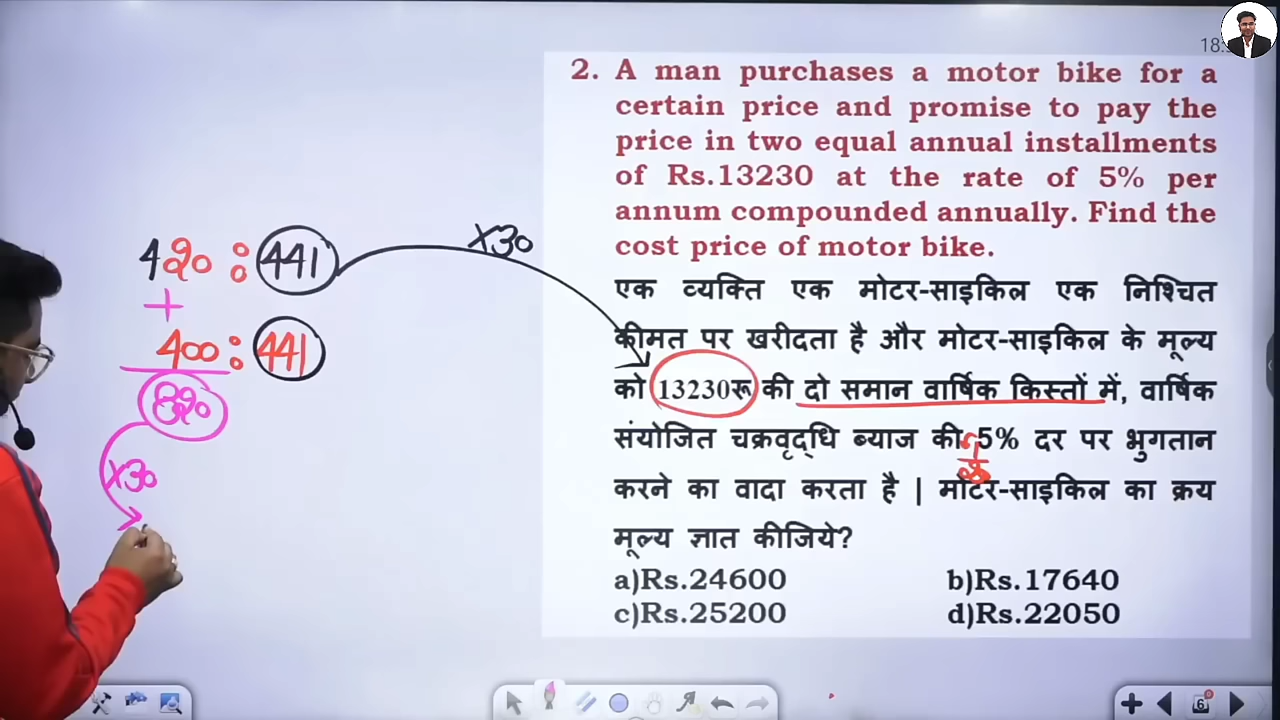 2. A man purchases a motor bike for a
certain price and promise to pay the
price in two equal annual installments
of Rs.13230 at the rate of 5% per
annum compounded annually. Find the
cost price of motor bike.
एक व्यक्ति एक मोटर-साइकिल एक निश्चित
कीमत पर खरीदता है और मोटर-साइकिल के मूल्य
को 13230रू की दो समान वार्षिक किस्तों में, वार्षिक
संयोजित चक्रवृद्धि ब्याज की 5% दर पर भुगतान
करने का वादा करता है | मोटर-साइकिल का क्रय
मूल्य ज्ञात कीजिये?
a)Rs.24600 b)Rs.17640
c)Rs.25200 d)Rs.22050
420 : 441
+
400 : 441
820
×30
×30
6